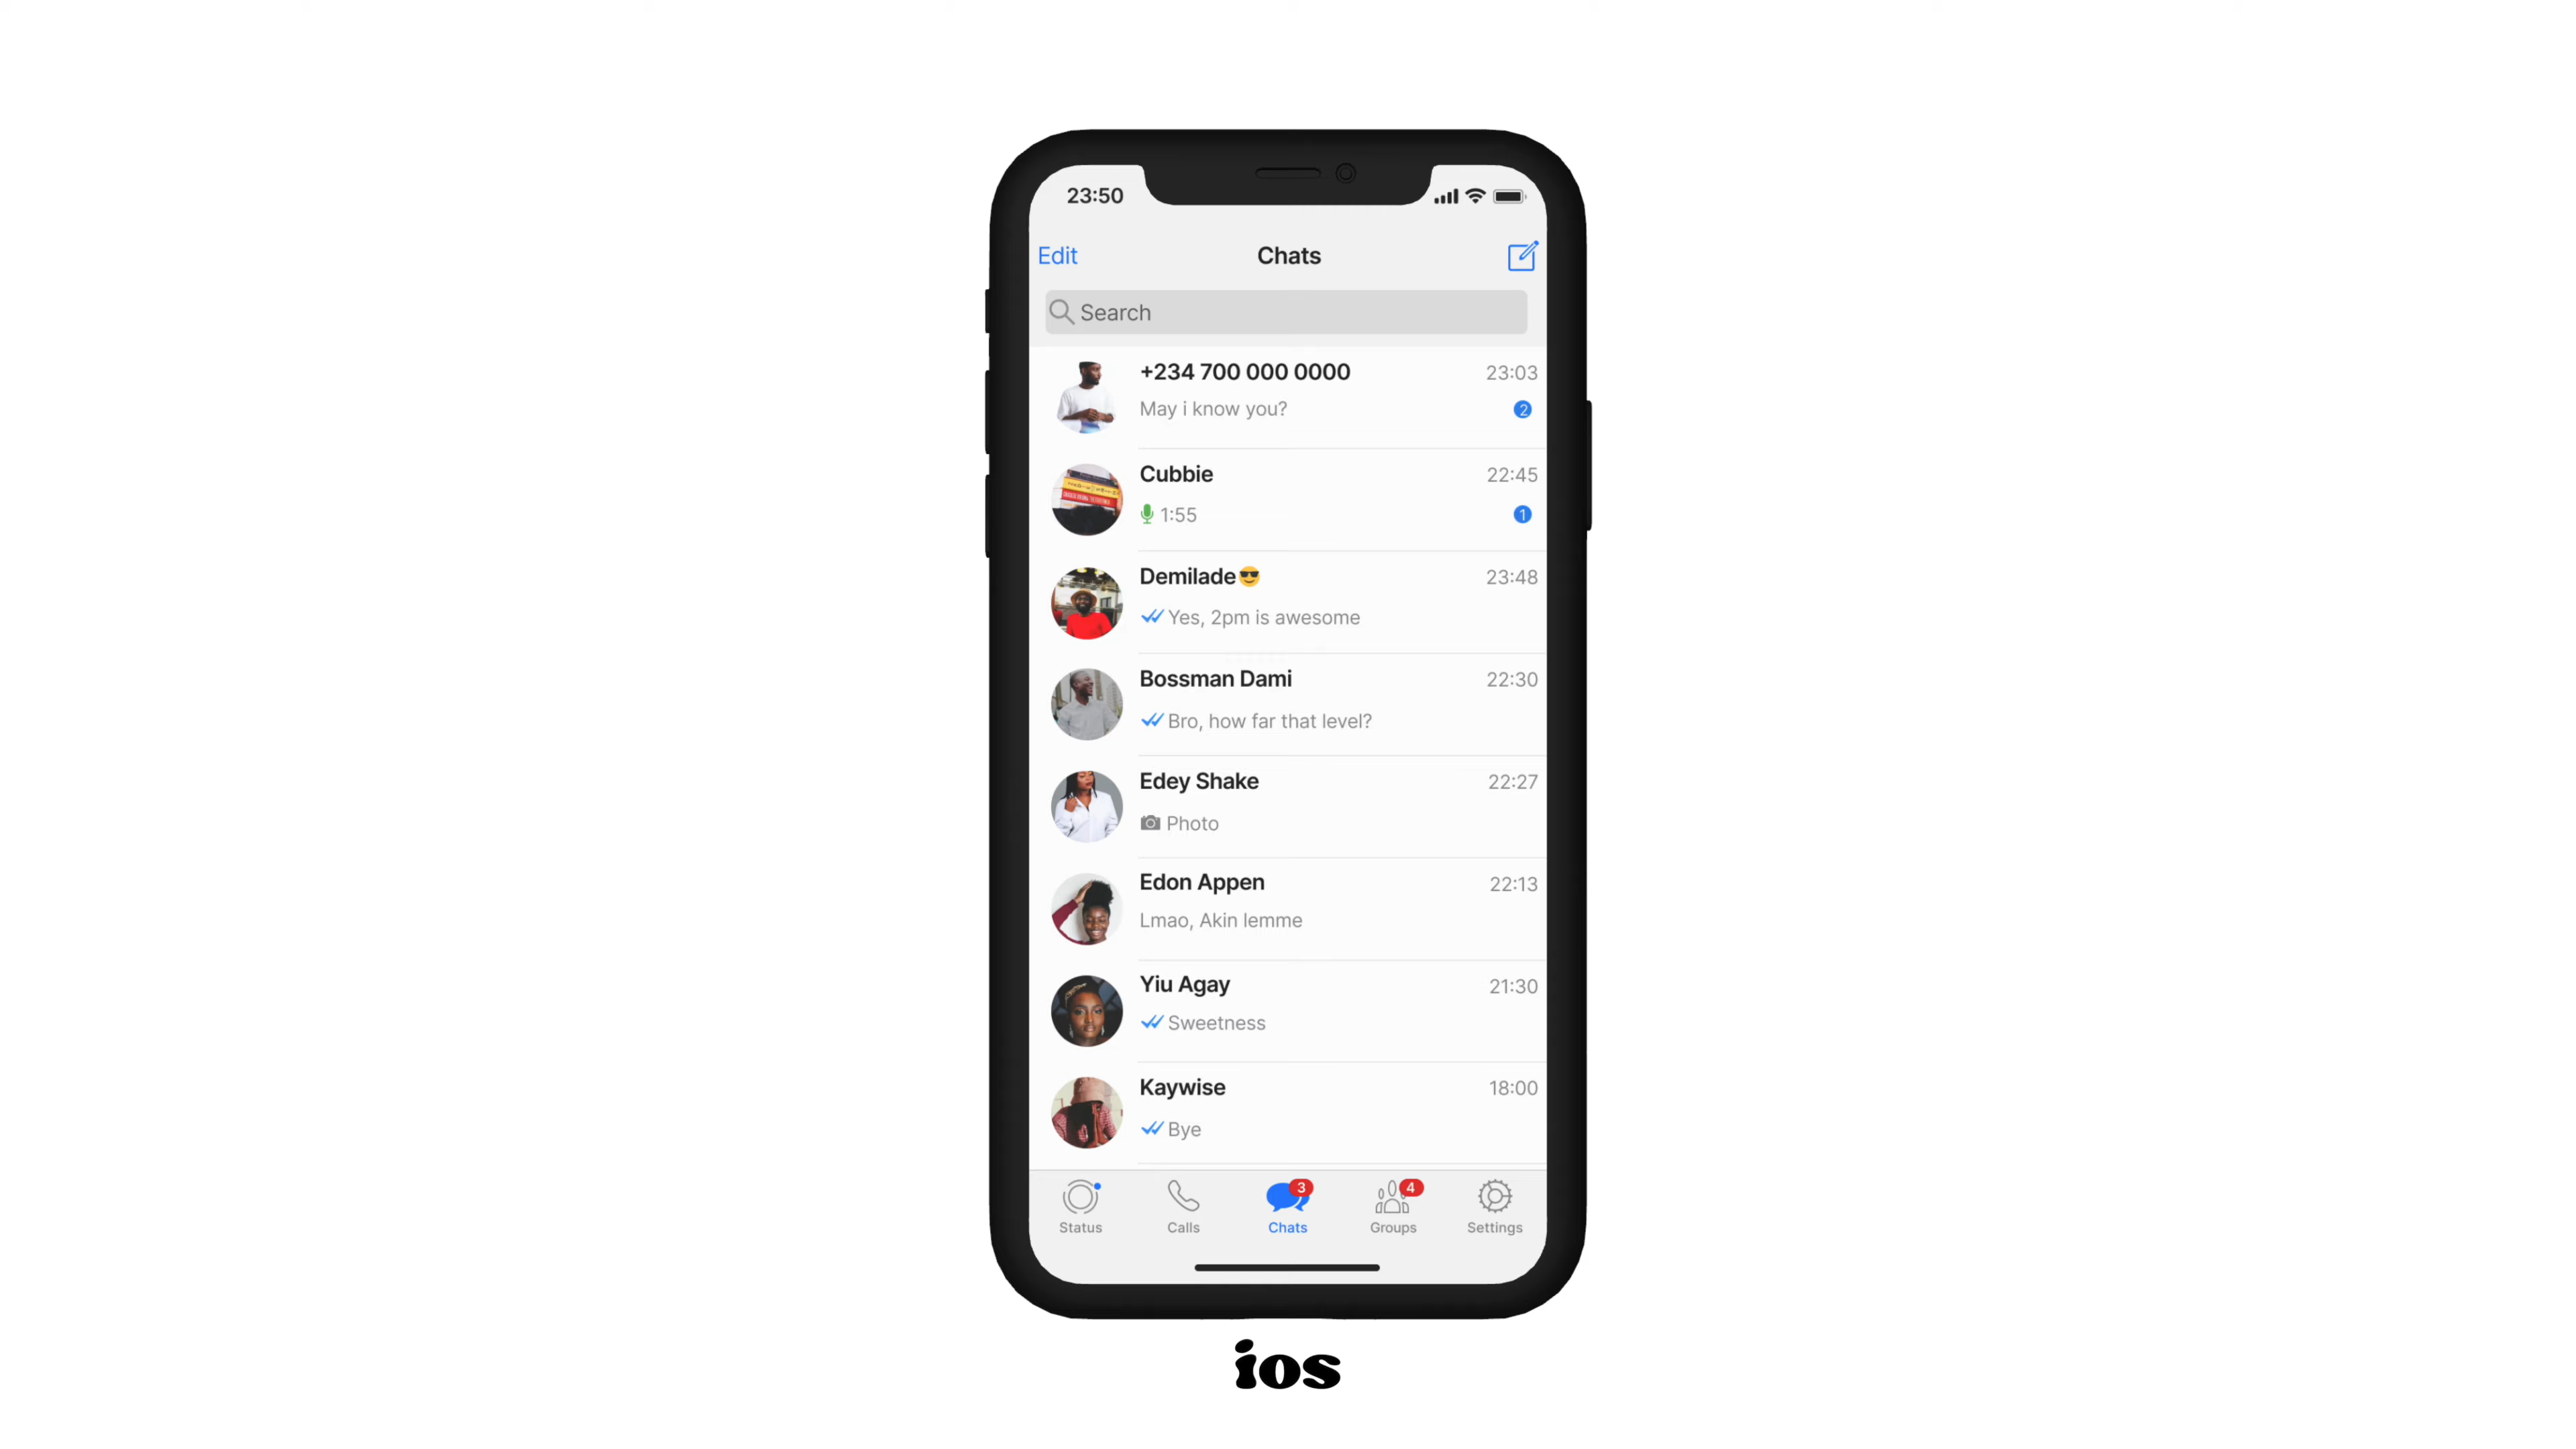 23:50
Edit Chats
Search
+234 700 000 0000 23:03
May i know you? 2
Cubbie 22:45
1:55 1
Demilade😎 23:48
Yes, 2pm is awesome
Bossman Dami 22:30
Bro, how far that level?
Edey Shake 22:27
Photo
Edon Appen 22:13
Lmao, Akin lemme
Yiu Agay 21:30
Sweetness
Kaywise 18:00
Bye
3 4
Status Calls Chats Groups Settings
ios